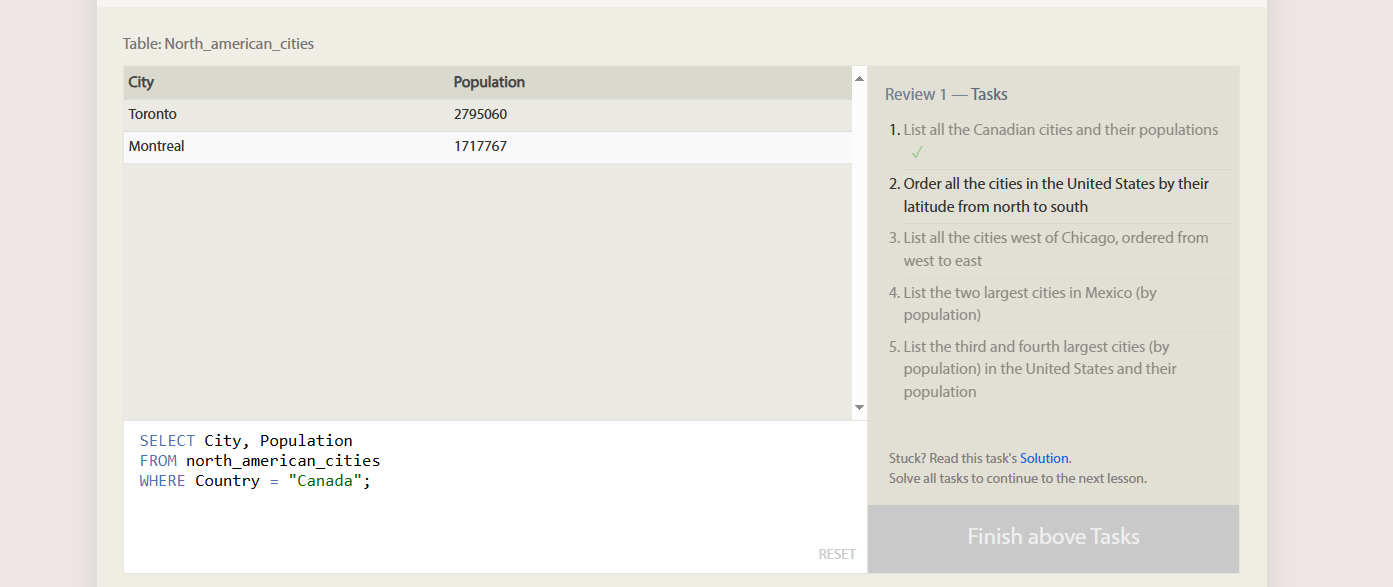 Table: North_american_cities
City Population
Toronto 2795060
Montreal 1717767
SELECT City, Population
FROM north_american_cities
WHERE Country = "Canada";
RESET
Review 1 — Tasks
1. List all the Canadian cities and their populations
✓
2. Order all the cities in the United States by their
latitude from north to south
3. List all the cities west of Chicago, ordered from
west to east
4. List the two largest cities in Mexico (by
population)
5. List the third and fourth largest cities (by
population) in the United States and their
population
Stuck? Read this task's Solution.
Solve all tasks to continue to the next lesson.
Finish above Tasks